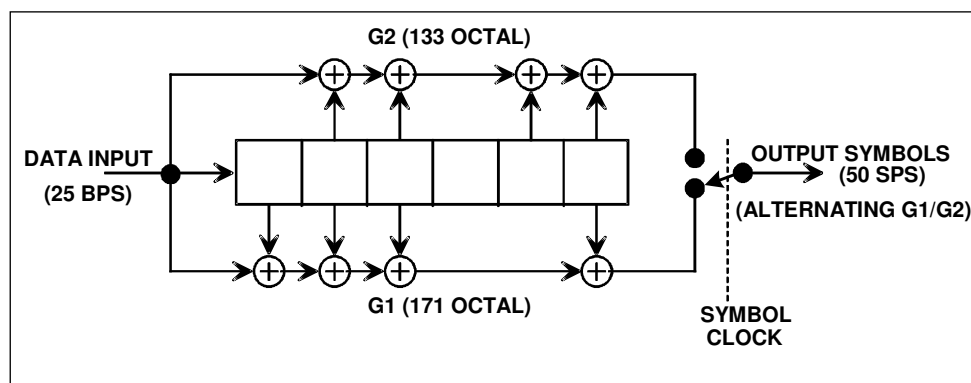 G2 (133 OCTAL)
DATA INPUT
(25 BPS)
OUTPUT SYMBOLS
(50 SPS)
(ALTERNATING G1/G2)
G1 (171 OCTAL)
SYMBOL
CLOCK